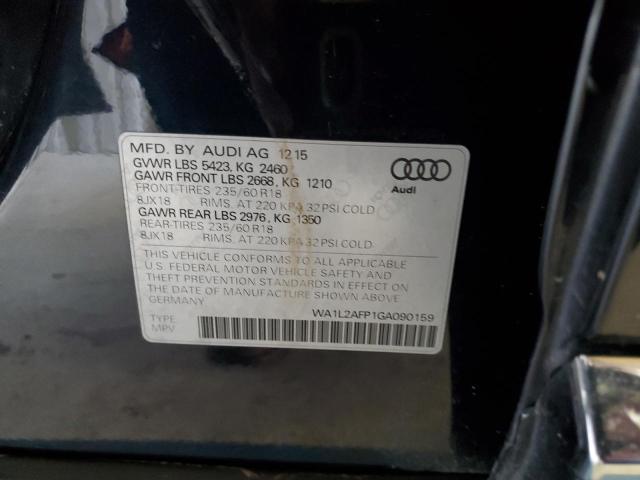 MFD. BY AUDI AG 12 15
GVWR LBS 5423, KG 2460
GAWR FRONT LBS 2668, KG 1210
FRONT-TIRES 235/60 R18
8JX18 RIMS. AT 220 KPA 32 PSI COLD
GAWR REAR LBS 2976, KG 1350
REAR-TIRES 235/60 R18
8JX18 RIMS. AT 220 KPA 32 PSI COLD
Audi
THIS VEHICLE CONFORMS TO ALL APPLICABLE
U.S. FEDERAL MOTOR VEHICLE SAFETY AND
THEFT PREVENTION STANDARDS IN EFFECT ON
THE DATE OF MANUFACTURE SHOWN ABOVE
GERMANY
TYPE:
MPV
WA1L2AFP1GA090159